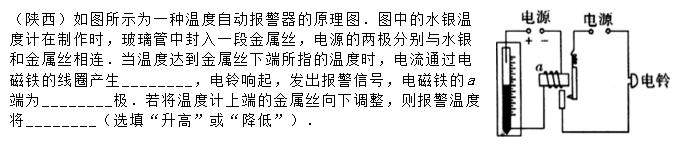 （陕西）如图所示为一种温度自动报警器的原理图．图中的水银温
度计在制作时，玻璃管中封入一段金属丝，电源的两极分别与水银
和金属丝相连．当温度达到金属丝下端所指的温度时，电流通过电
磁铁的线圈产生________，电铃响起，发出报警信号，电磁铁的a
端为________极．若将温度计上端的金属丝向下调整，则报警温度
将________（选填“升高”或“降低”）．
电源 电源
+ -
a
电铃